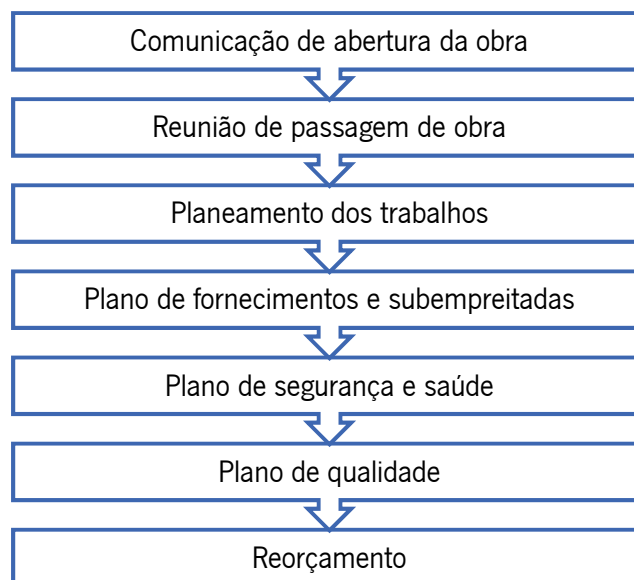 Comunicação de abertura da obra
Reunião de passagem de obra
Planeamento dos trabalhos
Plano de fornecimentos e subempreitadas
Plano de segurança e saúde
Plano de qualidade
Reorçamento